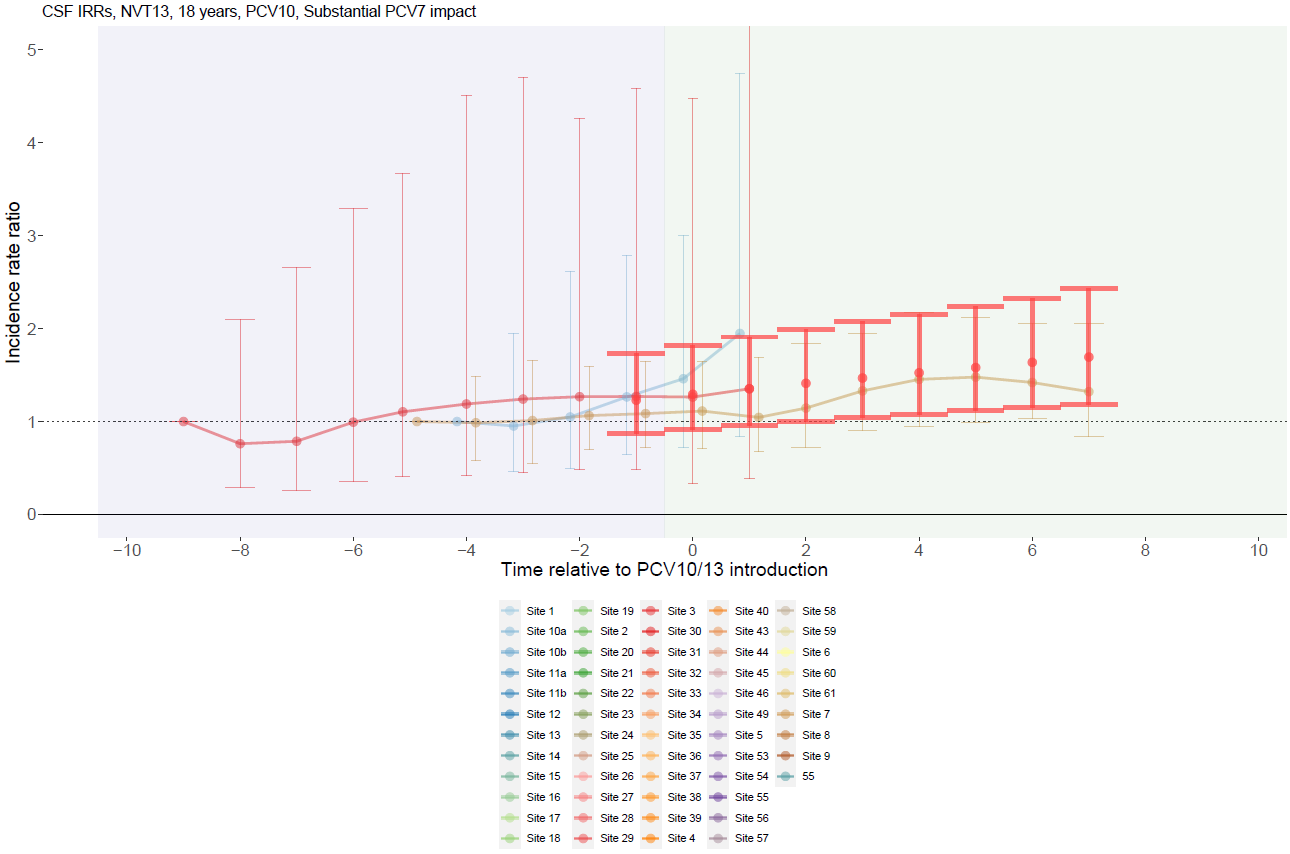 CSF IRRs, NVT13, 18 years, PCV10, Substantial PCV7 impact
Incidence rate ratio
5
4
3
2
1
0
−10 −8 −6 −4 −2 0 2 4 6 8 10
Time relative to PCV10/13 introduction
Site 1 Site 19 Site 3 Site 40 Site 58
Site 10a Site 2 Site 30 Site 43 Site 59
Site 10b Site 20 Site 31 Site 44 Site 6
Site 11a Site 21 Site 32 Site 45 Site 60
Site 11b Site 22 Site 33 Site 46 Site 61
Site 12 Site 23 Site 34 Site 49 Site 7
Site 13 Site 24 Site 35 Site 5 Site 8
Site 14 Site 25 Site 36 Site 53 Site 9
Site 15 Site 26 Site 37 Site 54 55
Site 16 Site 27 Site 38 Site 55
Site 17 Site 28 Site 39 Site 56
Site 18 Site 29 Site 4 Site 57